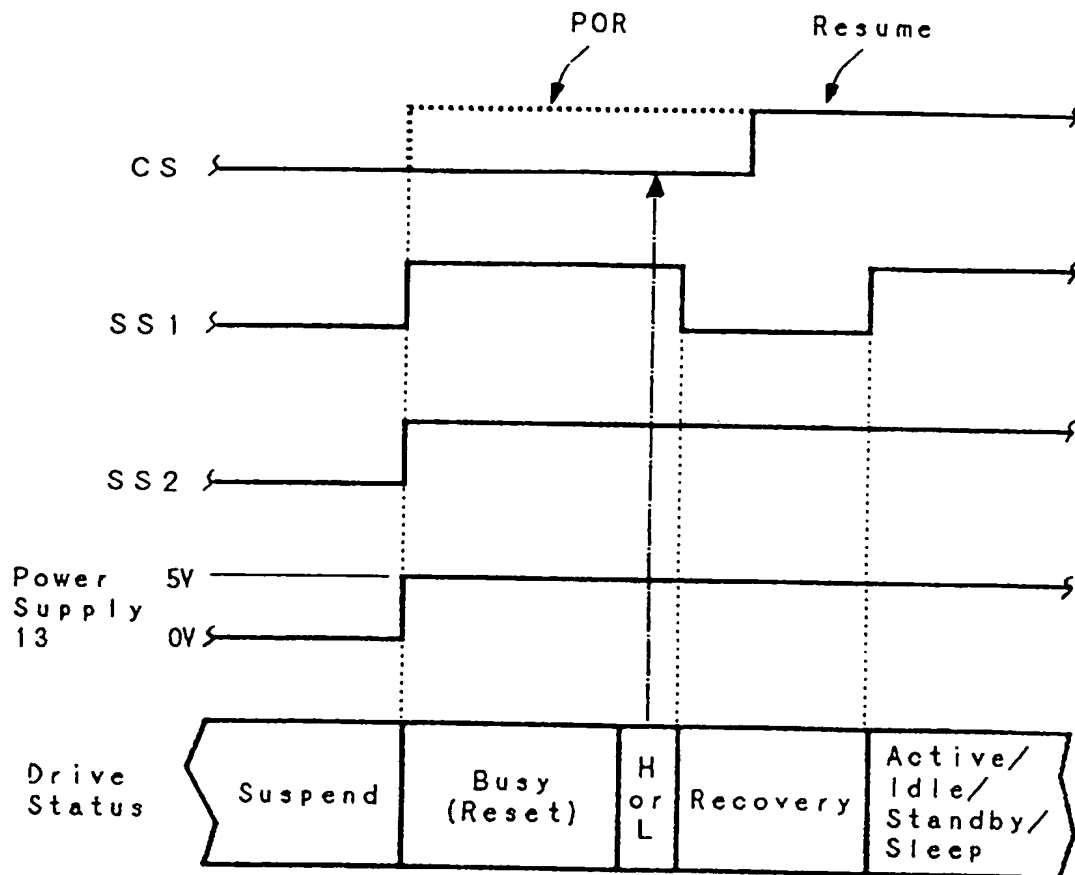 POR
Resume
CS
SS1
SS2
Power 5V
Supply
13 0V
Drive
Status
Suspend
Busy
(Reset)
H
or
L
Recovery
Active/
Idle/
Standby/
Sleep